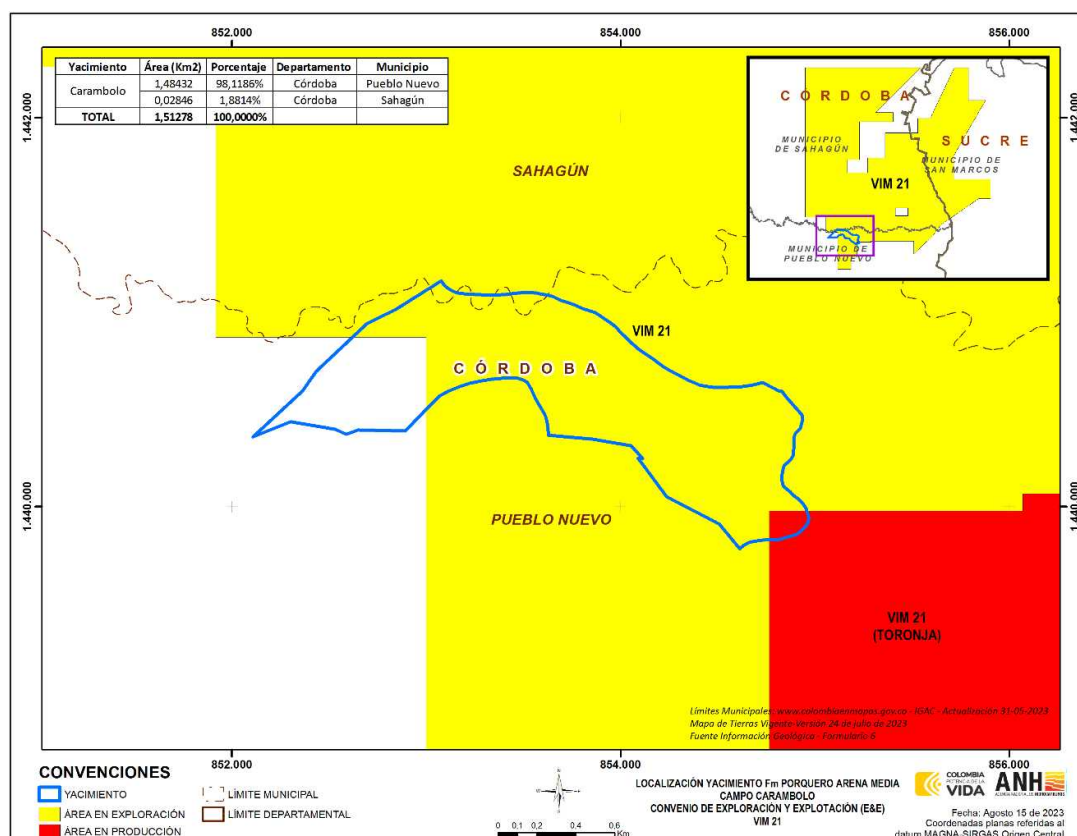 852.000 854.000 856.000
Yacimiento Área (Km2) Porcentaje Departamento Municipio
Carambolo 1,48432 98,1186% Córdoba Pueblo Nuevo
0,02846 1,8814% Córdoba Sahagún
TOTAL 1,51278 100,0000%
1.442.000 1.442.000
CÓRDOBA
SUCRE
MUNICIPIO
DE SAHAGÚN
MUNICIPIO DE
SAN MARCOS
VIM 21
MUNICIPIO DE
PUEBLO NUEVO
SAHAGÚN
VIM 21
CÓRDOBA
1.440.000 1.440.000
PUEBLO NUEVO
VIM 21
(TORONJA)
Límites Municipales: www.colombiaenmapas.gov.co - IGAC - Actualización 31-05-2023
Mapa de Tierras Vigente-Versión 24 de julio de 2023
Fuente Información Geológica - Formulario 6
852.000 854.000 856.000
CONVENCIONES
YACIMIENTO
ÁREA EN EXPLORACIÓN
ÁREA EN PRODUCCIÓN
LÍMITE MUNICIPAL
LÍMITE DEPARTAMENTAL
0 0,1 0,2 0,4 0,6
Km
LOCALIZACIÓN YACIMIENTO Fm PORQUERO ARENA MEDIA
CAMPO CARAMBOLO
CONVENIO DE EXPLORACIÓN Y EXPLOTACIÓN (E&E)
VIM 21
COLOMBIA
POTENCIA DE LA
VIDA
ANH
Fecha: Agosto 15 de 2023
Coordenadas planas referidas al
datum MAGNA-SIRGAS Origen Central